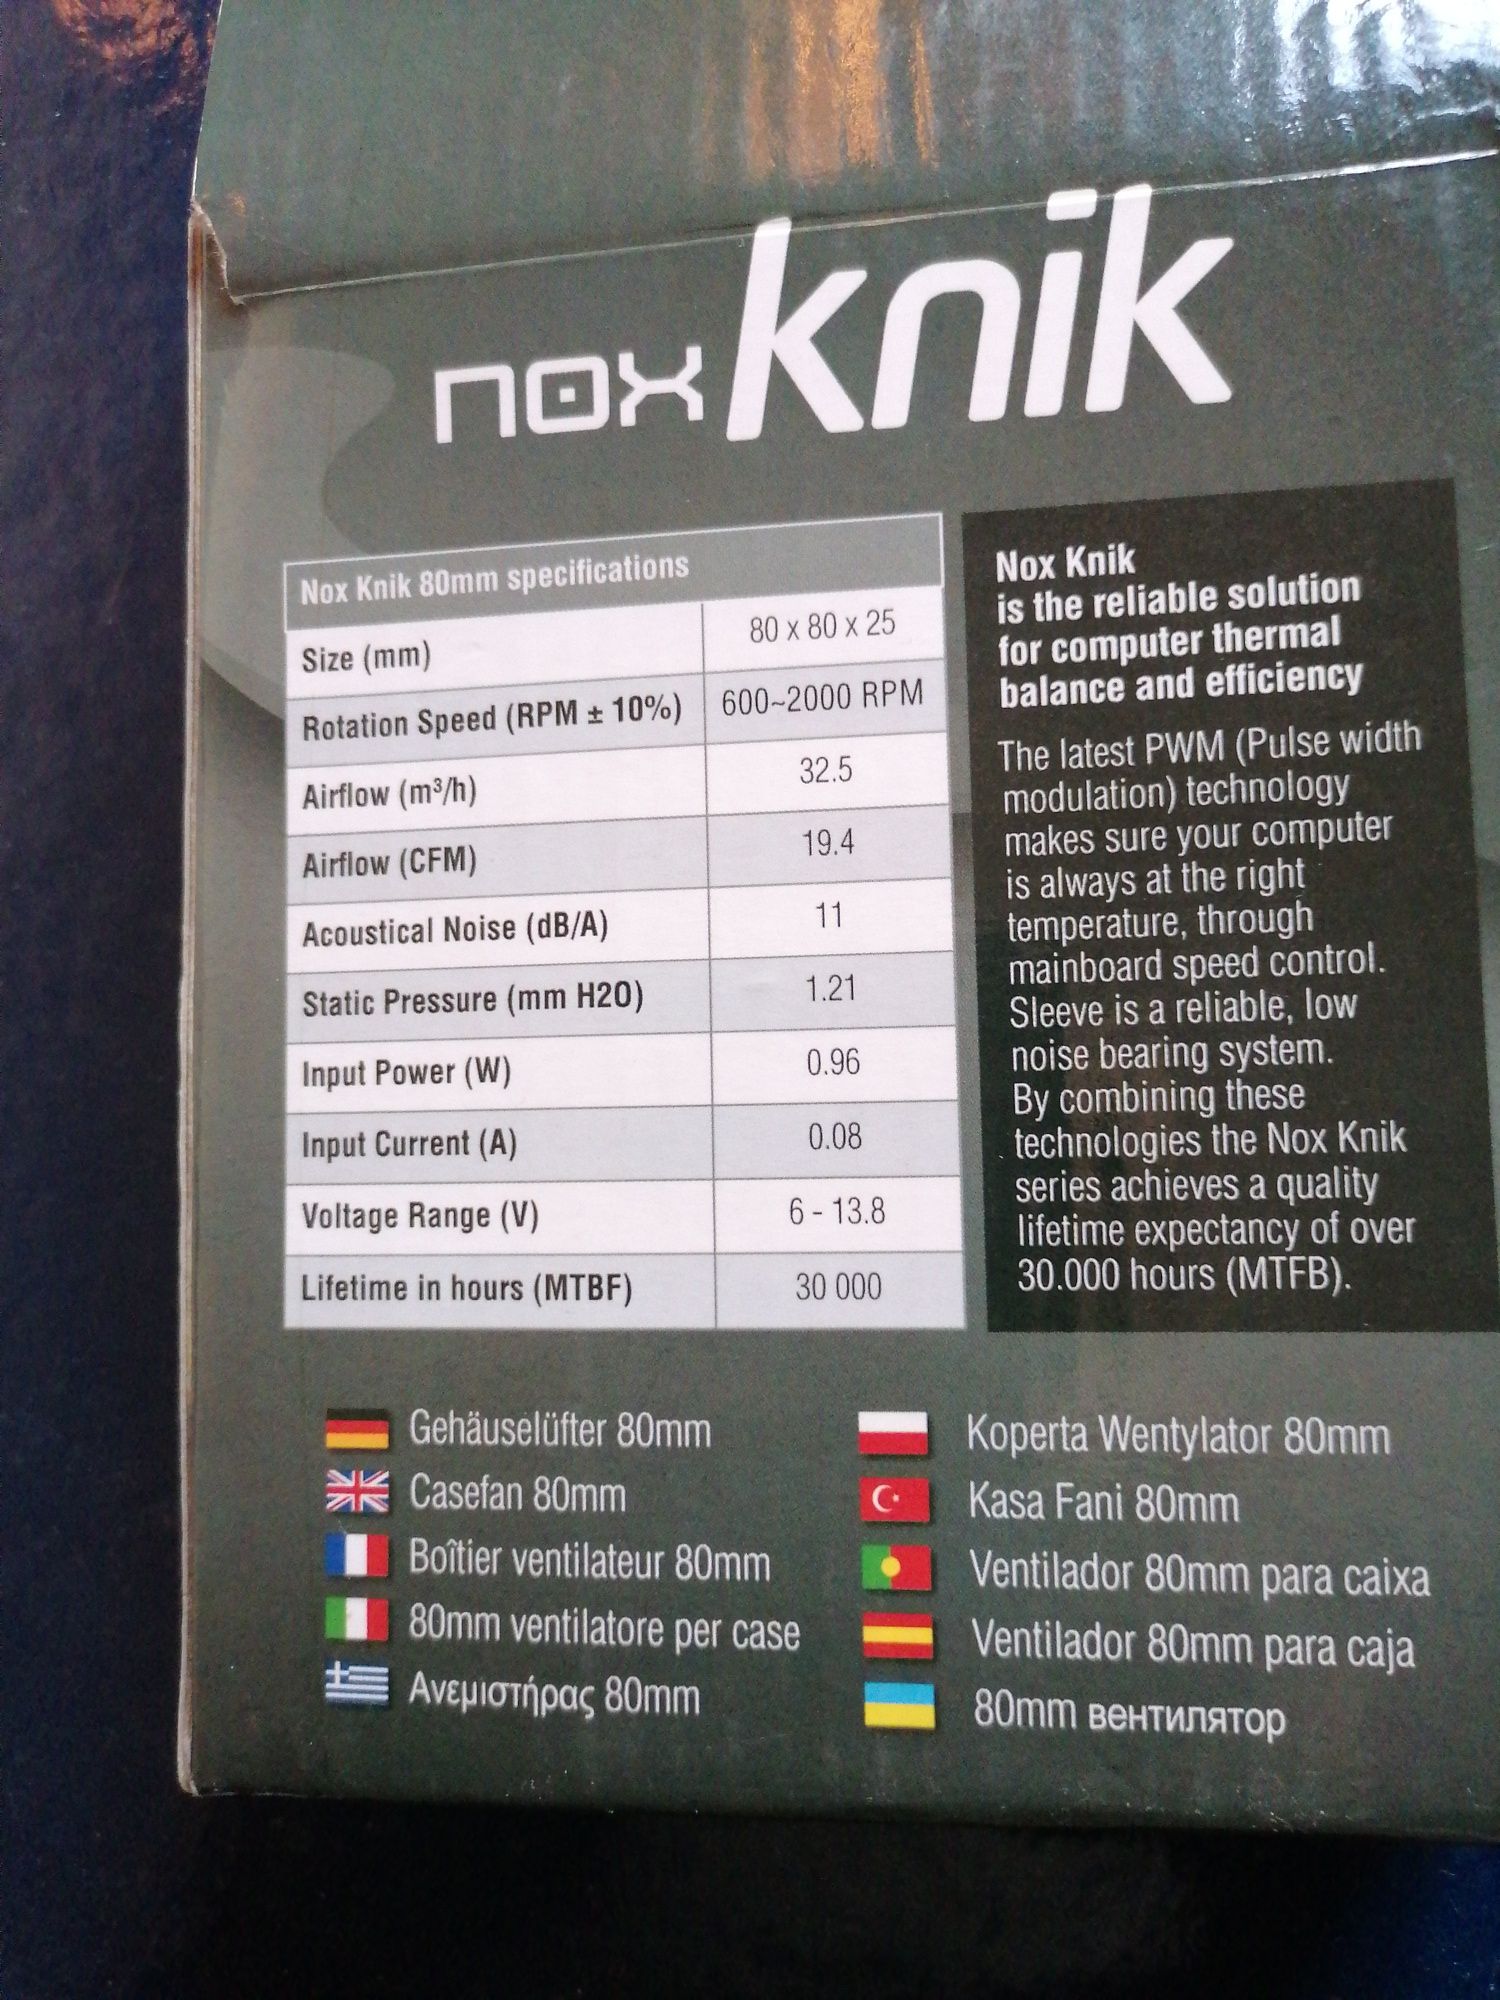 nox knik
Nox Knik 80mm specifications
Size (mm) 80 x 80 x 25
Rotation Speed (RPM ± 10%) 600~2000 RPM
Airflow (m³/h) 32.5
Airflow (CFM) 19.4
Acoustical Noise (dB/A) 11
Static Pressure (mm H2O) 1.21
Input Power (W) 0.96
Input Current (A) 0.08
Voltage Range (V) 6 - 13.8
Lifetime in hours (MTBF) 30 000
Nox Knik
is the reliable solution
for computer thermal
balance and efficiency
The latest PWM (Pulse width
modulation) technology
makes sure your computer
is always at the right
temperature, through
mainboard speed control.
Sleeve is a reliable, low
noise bearing system.
By combining these
technologies the Nox Knik
series achieves a quality
lifetime expectancy of over
30.000 hours (MTFB).
Gehäuselüfter 80mm
Casefan 80mm
Boîtier ventilateur 80mm
80mm ventilatore per case
Ανεμιστήρας 80mm
Koperta Wentylator 80mm
Kasa Fani 80mm
Ventilador 80mm para caixa
Ventilador 80mm para caja
80mm вентилятор